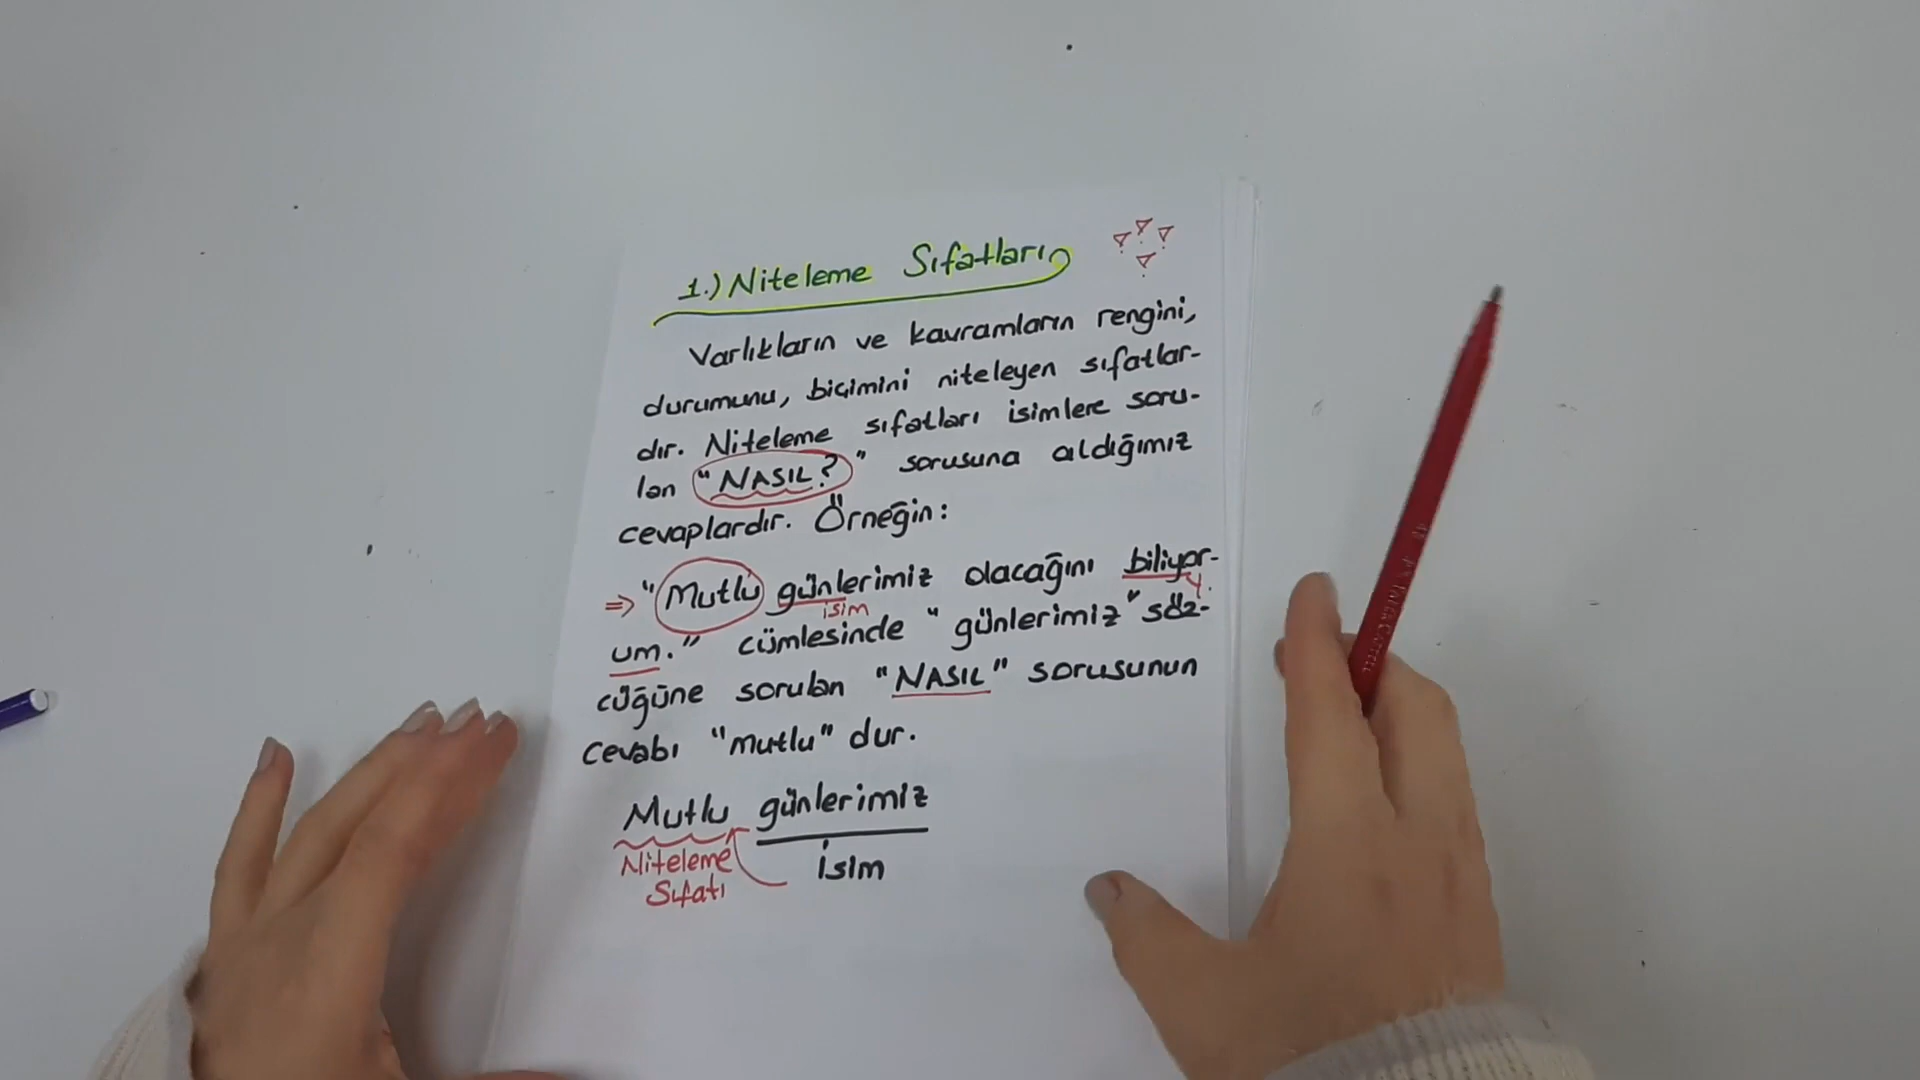 1.) Niteleme Sıfatları
Varlıkların ve kavramların rengini,
durumunu, biçimini niteleyen sıfatlar-
dır. Niteleme sıfatları isimlere soru-
lan "NASIL?" sorusuna aldığımız
cevaplardır. Örneğin:
⇒ "Mutlu günlerimiz olacağını biliyor-
isim Y.
um." cümlesinde "günlerimiz" söz-
cüğüne sorulan "NASIL" sorusunun
cevabı "mutlu" dur.
Mutlu günlerimiz
Niteleme isim
Sıfatı